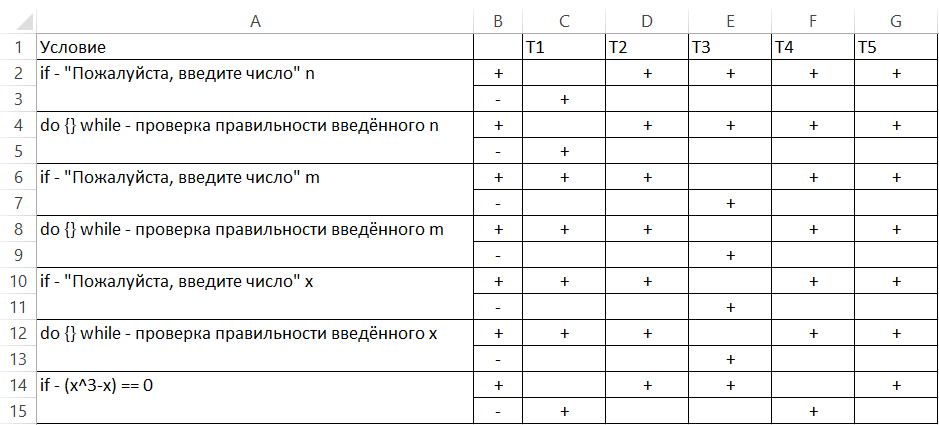 A B C D E F G
1 Условие T1 T2 T3 T4 T5
2 if - "Пожалуйста, введите число" n + + + + +
3 - +
4 do {} while - проверка правильности введённого n + + + + +
5 - +
6 if - "Пожалуйста, введите число" m + + + + +
7 - +
8 do {} while - проверка правильности введённого m + + + + +
9 - +
10 if - "Пожалуйста, введите число" x + + + + +
11 - +
12 do {} while - проверка правильности введённого x + + + + +
13 - +
14 if - (x^3-x) == 0 + + + +
15 - + +